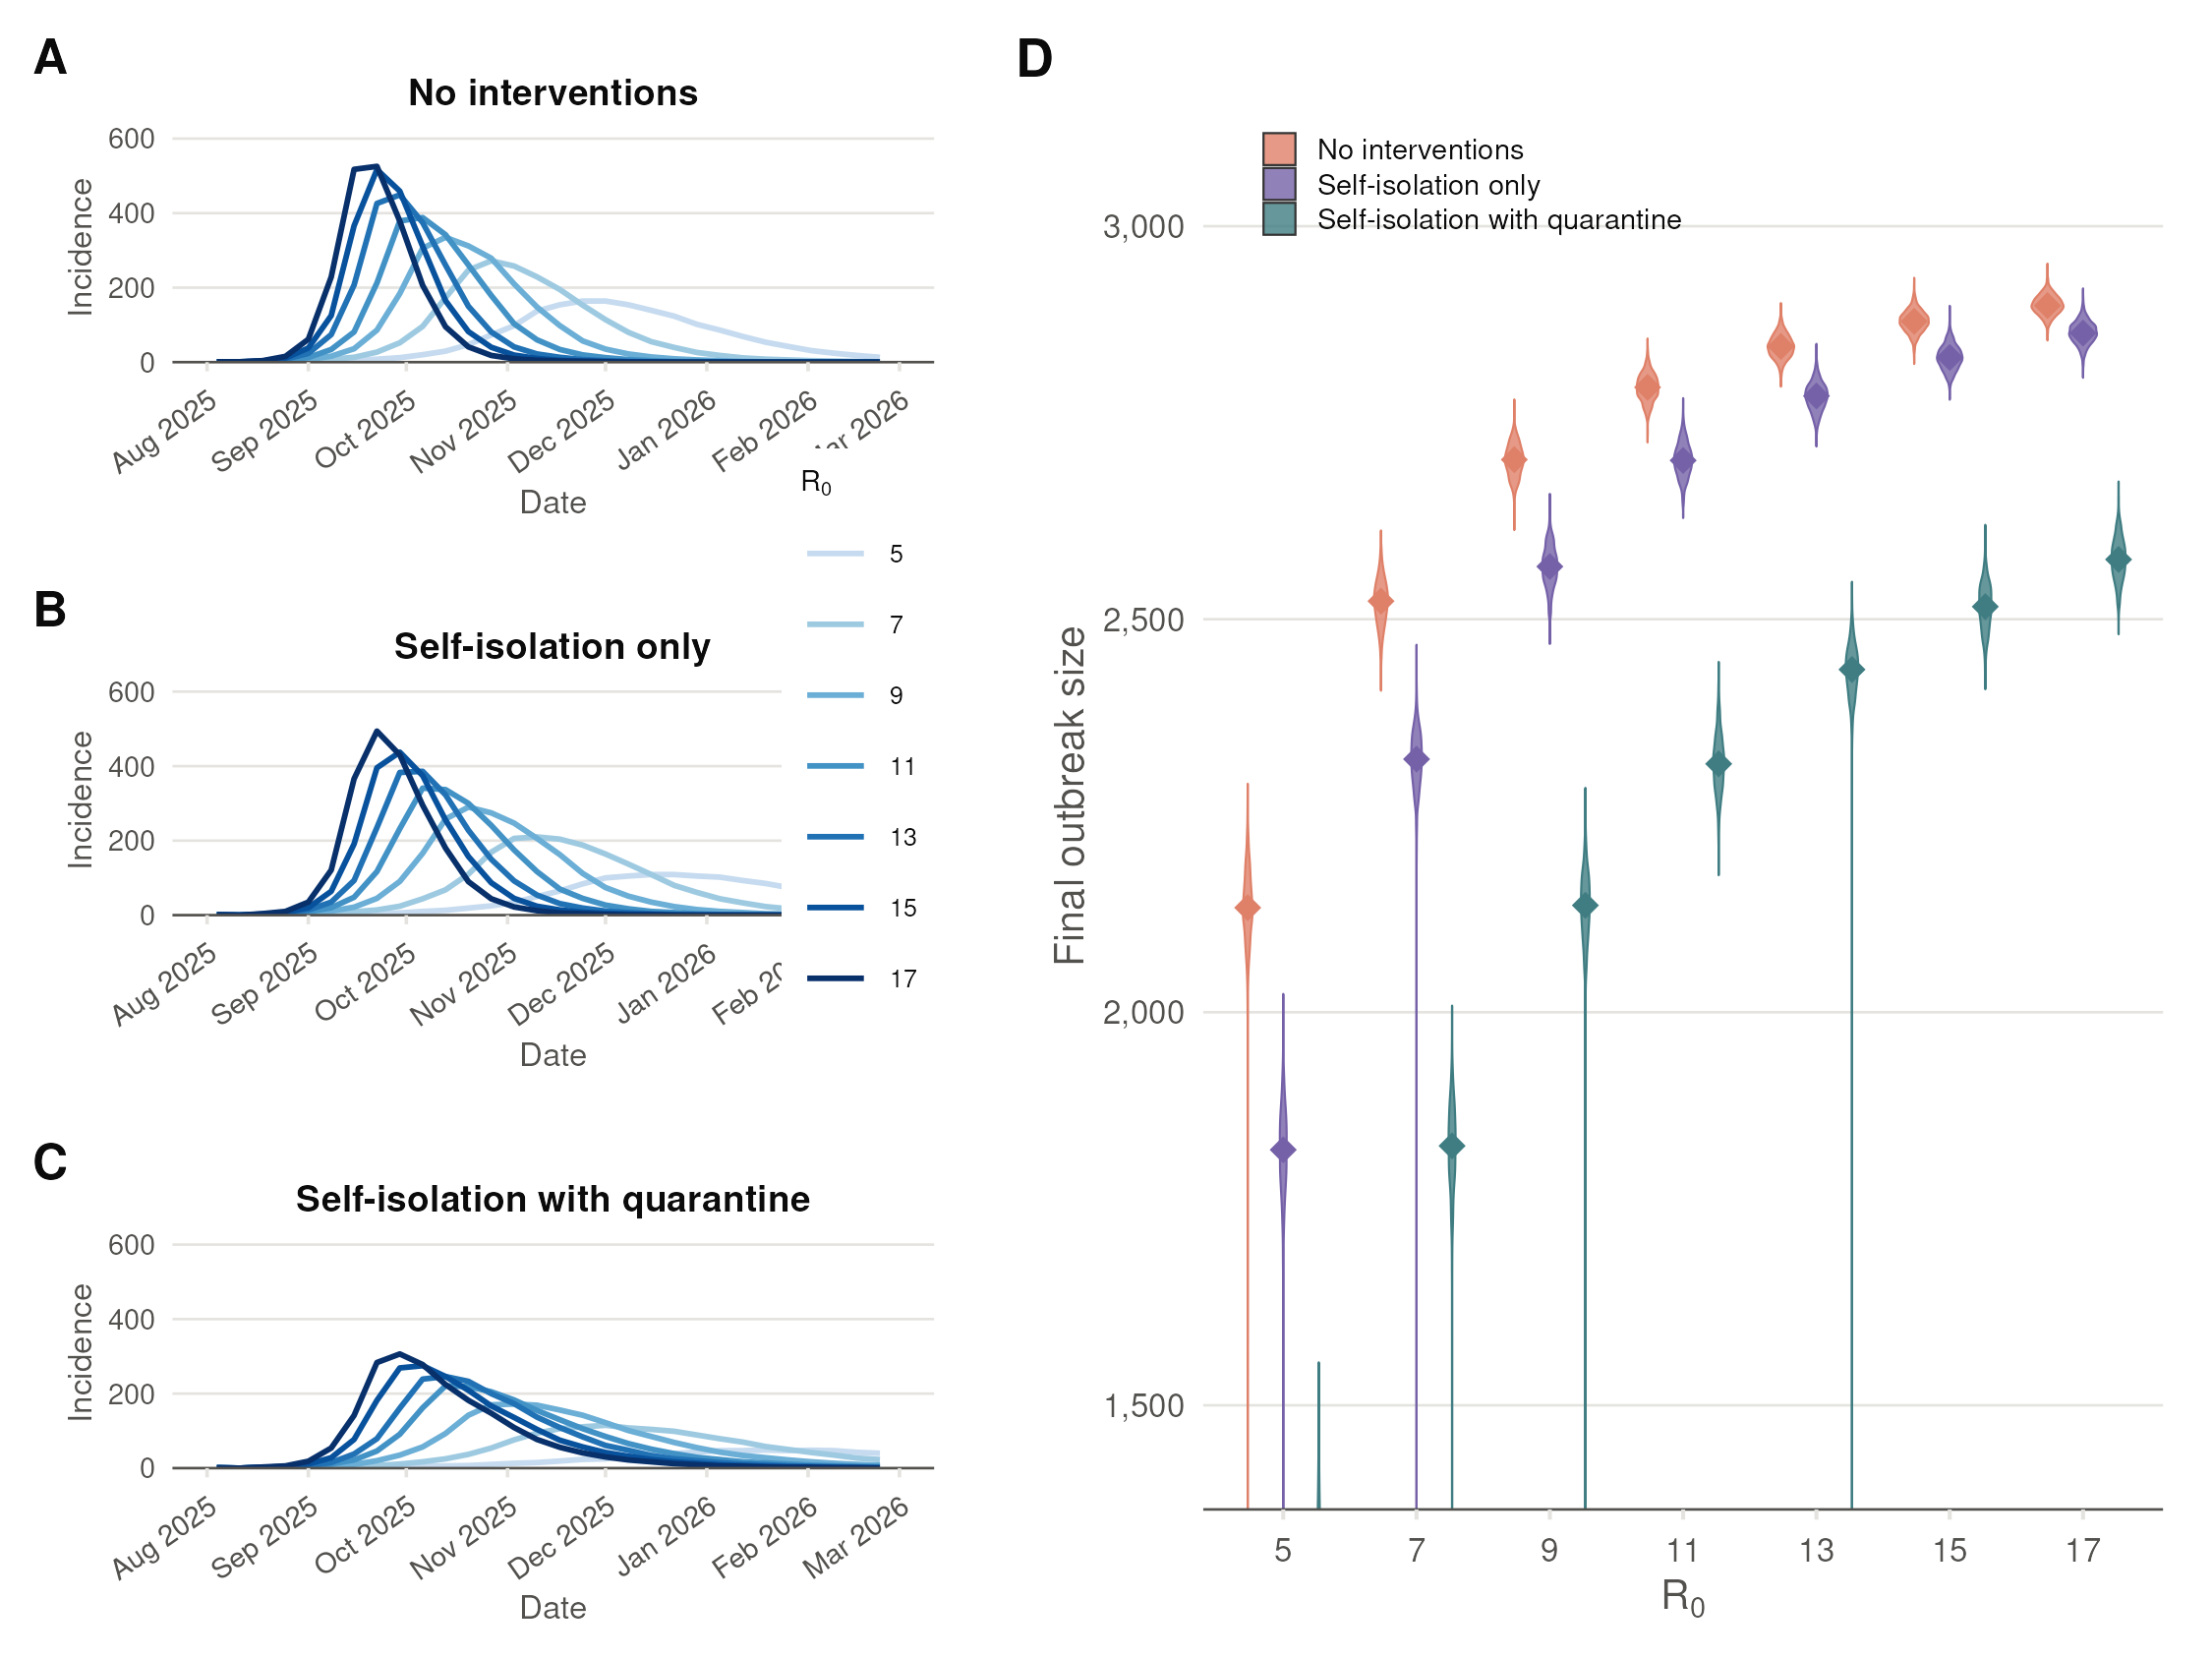 A
No interventions
600
400
200
0
Incidence
Aug 2025
Sep 2025
Oct 2025
Nov 2025
Dec 2025
Jan 2026
Feb 2026
2026
Date
R0
5
7
9
11
13
15
17
B
Self-isolation only
600
400
200
0
Incidence
Aug 2025
Sep 2025
Oct 2025
Nov 2025
Dec 2025
Jan 2026
Feb
Date
C
Self-isolation with quarantine
600
400
200
0
Incidence
Aug 2025
Sep 2025
Oct 2025
Nov 2025
Dec 2025
Jan 2026
Feb 2026
Mar 2026
Date
D
No interventions
Self-isolation only
Self-isolation with quarantine
3,000
2,500
2,000
1,500
Final outbreak size
5
7
9
11
13
15
17
R0